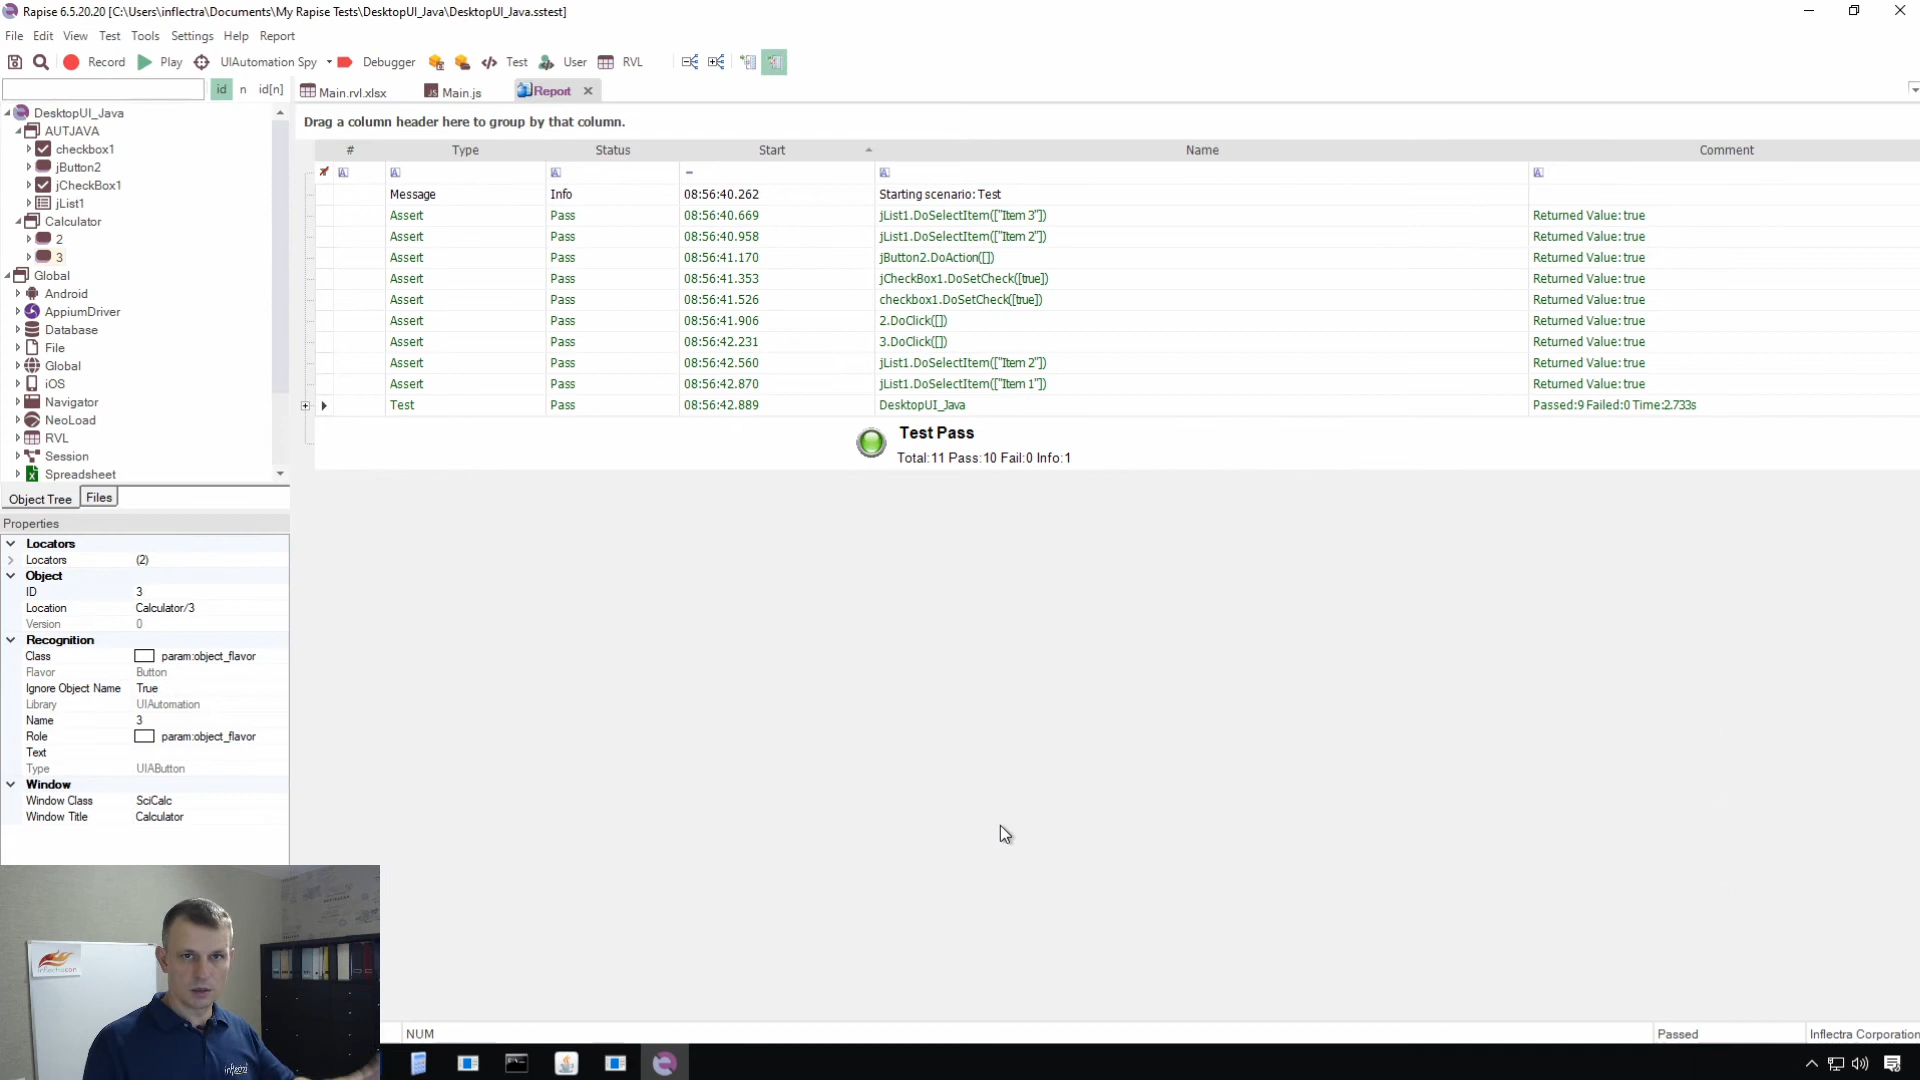 Rapise 6.5.20.20 [C:\Users\inflectra\Documents\My Rapise Tests\DesktopUI_Java\DesktopUI_Java.sstest]
File Edit View Test Tools Settings Help Report
Record Play UIAutomation Spy Debugger Test User RVL
id n id[n]
Main.rvl.xlsx Main.js Report
DesktopUI_Java
AUTJAVA
checkbox1
jButton2
jCheckBox1
jList1
Calculator
2
3
Global
Android
AppiumDriver
Database
File
Global
iOS
Navigator
NeoLoad
RVL
Session
Spreadsheet
Object Tree Files
Properties
Locators
Locators (2)
Object
ID 3
Location Calculator/3
Version 0
Recognition
Class param:object_flavor
Flavor Button
Ignore Object Name True
Library UIAutomation
Name 3
Role param:object_flavor
Text
Type UIAButton
Window
Window Class SciCalc
Window Title Calculator
Drag a column header here to group by that column.
# Type Status Start Name Comment
Message Info 08:56:40.262 Starting scenario: Test
Assert Pass 08:56:40.669 jList1.DoSelectItem(["Item 3"]) Returned Value: true
Assert Pass 08:56:40.958 jList1.DoSelectItem(["Item 2"]) Returned Value: true
Assert Pass 08:56:41.170 jButton2.DoAction([]) Returned Value: true
Assert Pass 08:56:41.353 jCheckBox1.DoSetCheck([true]) Returned Value: true
Assert Pass 08:56:41.526 checkbox1.DoSetCheck([true]) Returned Value: true
Assert Pass 08:56:41.906 2.DoClick([]) Returned Value: true
Assert Pass 08:56:42.231 3.DoClick([]) Returned Value: true
Assert Pass 08:56:42.560 jList1.DoSelectItem(["Item 2"]) Returned Value: true
Assert Pass 08:56:42.870 jList1.DoSelectItem(["Item 1"]) Returned Value: true
Test Pass 08:56:42.889 DesktopUI_Java Passed:9 Failed:0 Time:2.733s
Test Pass
Total:11 Pass:10 Fail:0 Info:1
inflectracon
NUM Passed Inflectra Corporation